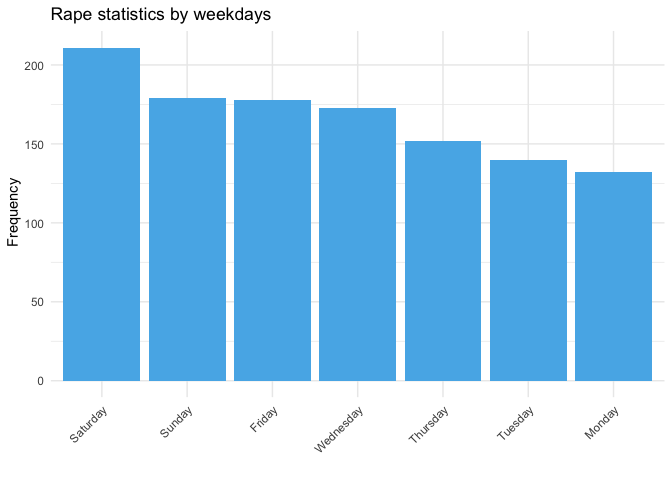 Rape statistics by weekdays
Frequency
200
150
100
50
0
Saturday
Sunday
Friday
Wednesday
Thursday
Tuesday
Monday